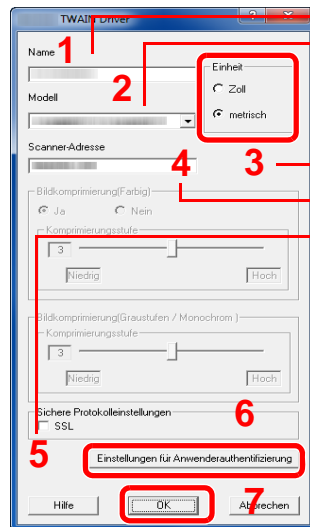 TWAIN Driver
1
Name
2
Einheit
Zoll
metrisch
Modell
3
Scanner-Adresse
4
Bildkomprimierung(Farbig)
Ja Nein
Komprimierungsstufe
3
Niedrig Hoch
Bildkomprimierung(Graustufen / Monochrom )
Komprimierungsstufe
3
Niedrig Hoch
Sichere Protokolleinstellungen
SSL
6
5
Einstellungen für Anwenderauthentifizierung
Hilfe OK Abbrechen
7